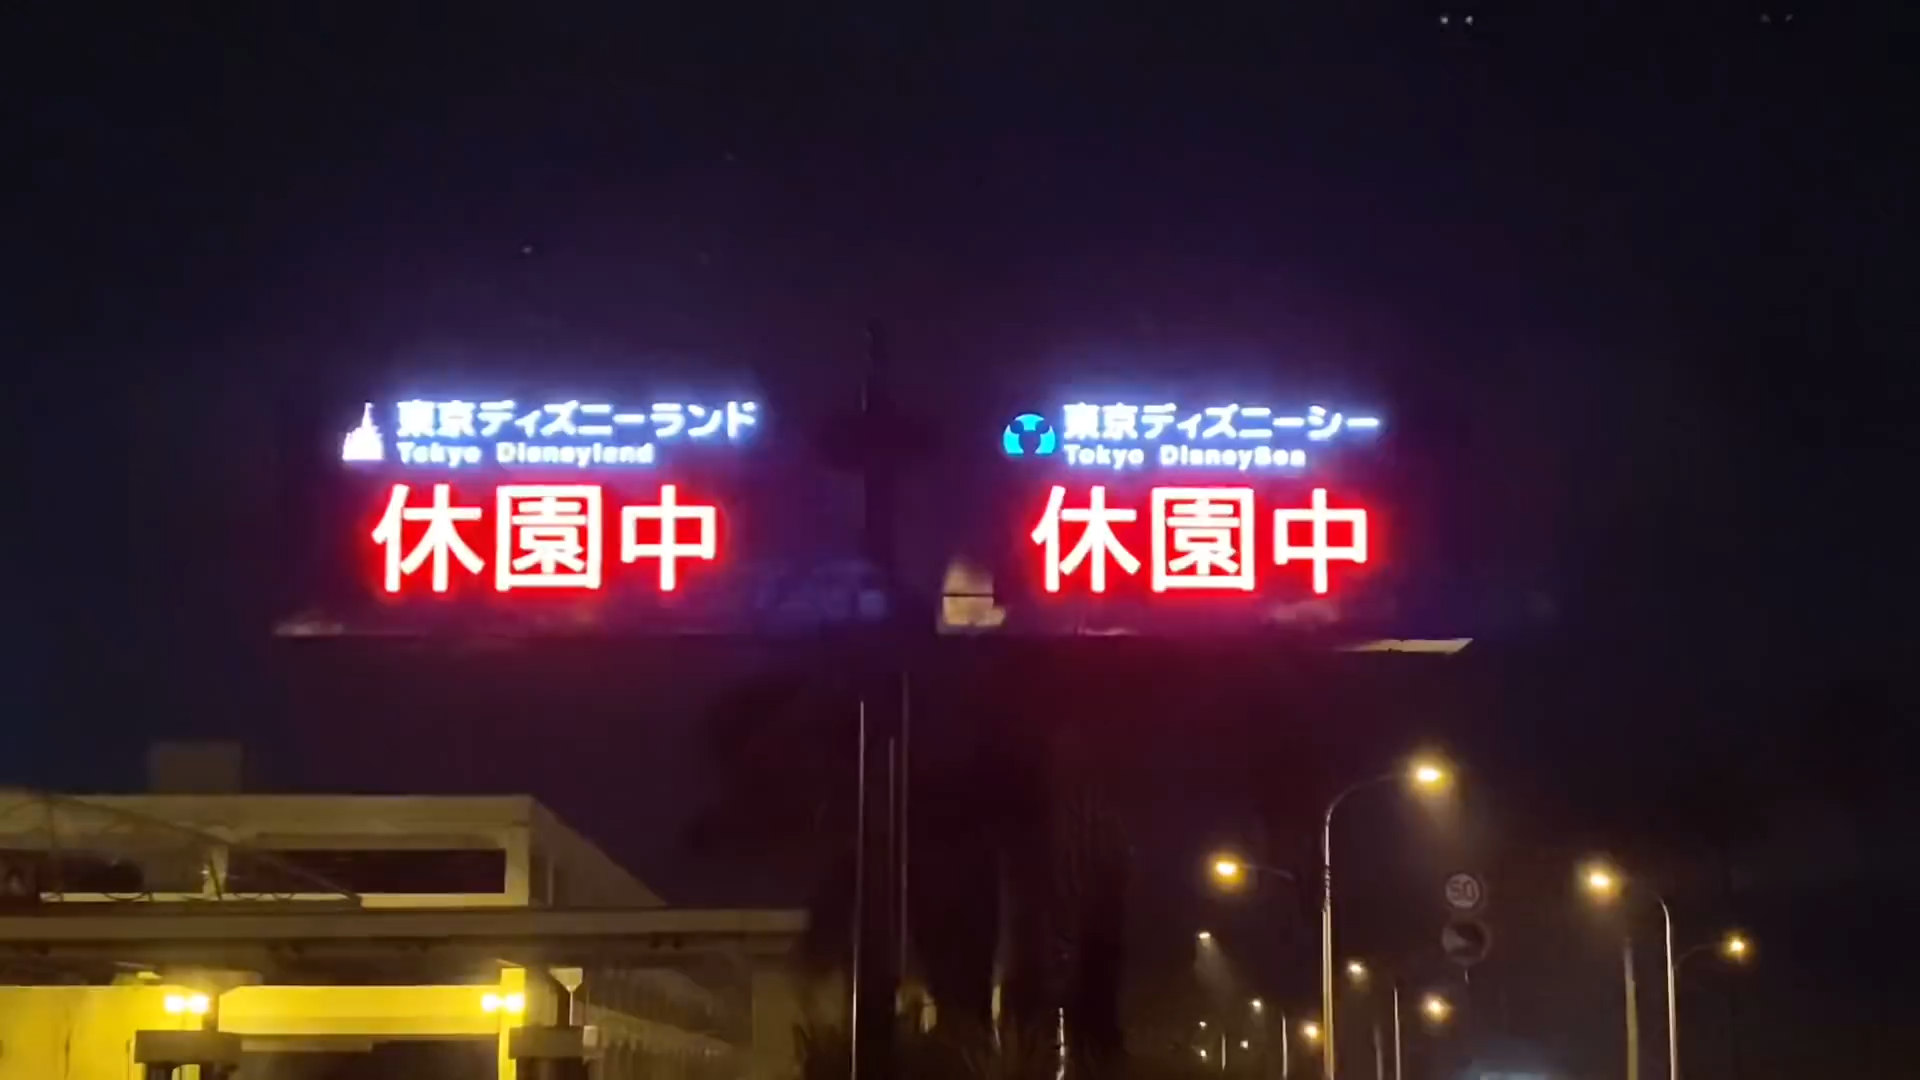 東京ディズニーランド
Tokyo Disneyland
休園中
東京ディズニーシー
Tokyo DisneySea
休園中
50